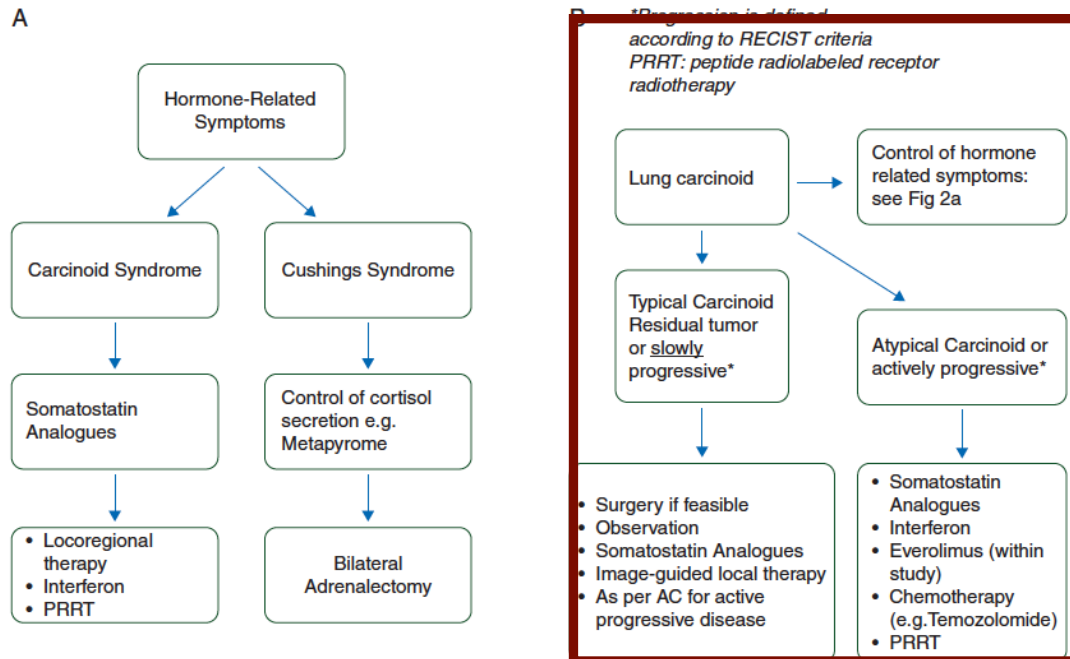 A
Hormone-Related
Symptoms
Carcinoid Syndrome
Cushings Syndrome
Somatostatin
Analogues
Control of cortisol
secretion e.g.
Metapyrome
• Locoregional
therapy
• Interferon
• PRRT
Bilateral
Adrenalectomy
*Progression is defined
according to RECIST criteria
PRRT: peptide radiolabeled receptor
radiotherapy
Lung carcinoid
Control of hormone
related symptoms:
see Fig 2a
Typical Carcinoid
Residual tumor
or slowly
progressive*
Atypical Carcinoid or
actively progressive*
• Surgery if feasible
• Observation
• Somatostatin Analogues
• Image-guided local therapy
• As per AC for active
progressive disease
• Somatostatin
Analogues
• Interferon
• Everolimus (within
study)
• Chemotherapy
(e.g.Temozolomide)
• PRRT